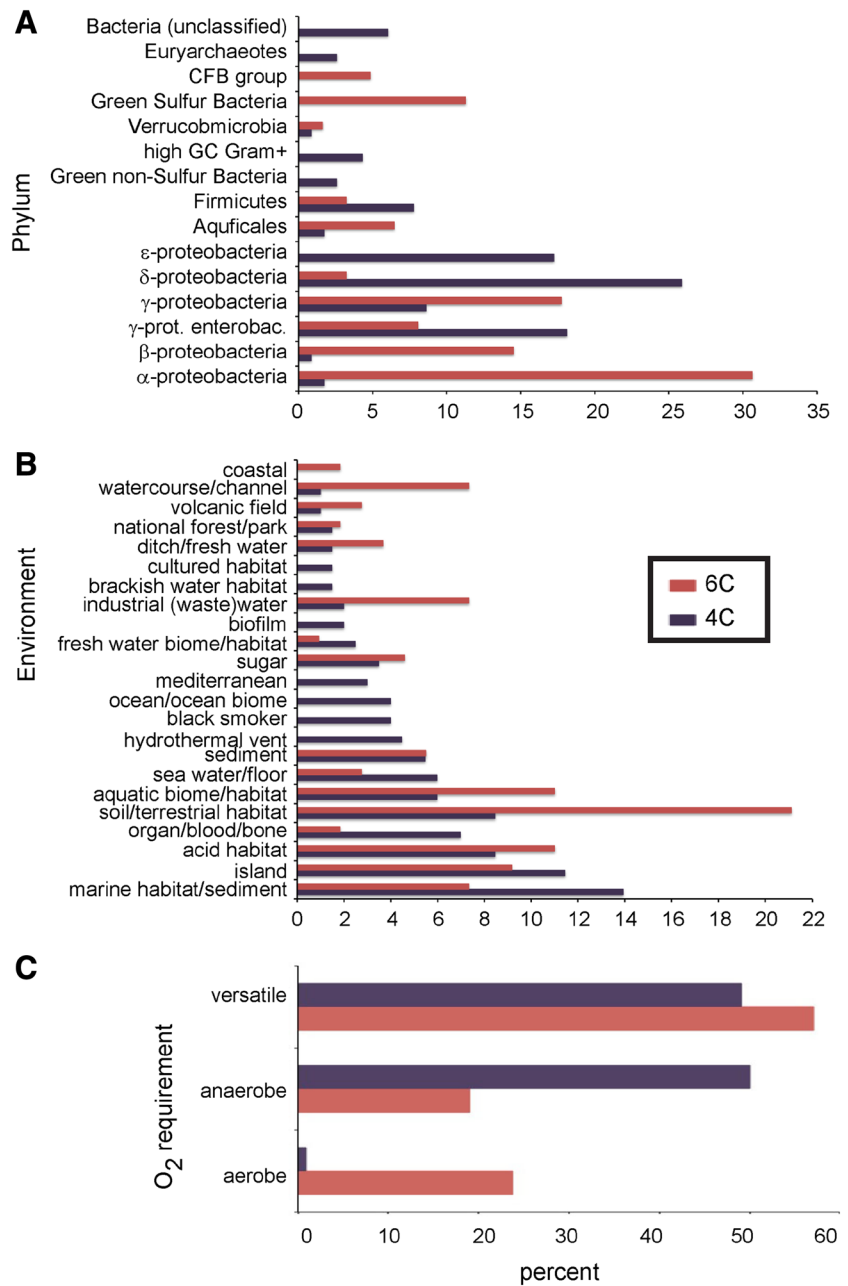 A
Phylum
Bacteria (unclassified)
Euryarchaeotes
CFB group
Green Sulfur Bacteria
Verrucobmicrobia
high GC Gram+
Green non-Sulfur Bacteria
Firmicutes
Aquficales
ε-proteobacteria
δ-proteobacteria
γ-proteobacteria
γ-prot. enterobac.
β-proteobacteria
α-proteobacteria
0 5 10 15 20 25 30 35
B
Environment
coastal
watercourse/channel
volcanic field
national forest/park
ditch/fresh water
cultured habitat
brackish water habitat
industrial (waste)water
biofilm
fresh water biome/habitat
sugar
mediterranean
ocean/ocean biome
black smoker
hydrothermal vent
sediment
sea water/floor
aquatic biome/habitat
soil/terrestrial habitat
organ/blood/bone
acid habitat
island
marine habitat/sediment
0 2 4 6 8 10 12 14 16 18 20 22
6C
4C
C
O2 requirement
versatile
anaerobe
aerobe
0 10 20 30 40 50 60
percent